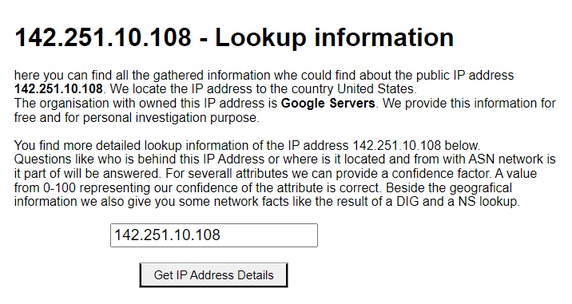 142.251.10.108 - Lookup information
here you can find all the gathered information whe could find about the public IP address
142.251.10.108. We locate the IP address to the country United States.
The organisation with owned this IP address is Google Servers. We provide this information for
free and for personal investigation purpose.
You find more detailed lookup information of the IP address 142.251.10.108 below.
Questions like who is behind this IP Address or where is it located and from with ASN network is
it part of will be answered. For severall attributes we can provide a confidence factor. A value
from 0-100 representing our confidence of the attribute is correct. Beside the geografical
information we also give you some network facts like the result of a DIG and a NS lookup.
142.251.10.108
Get IP Address Details